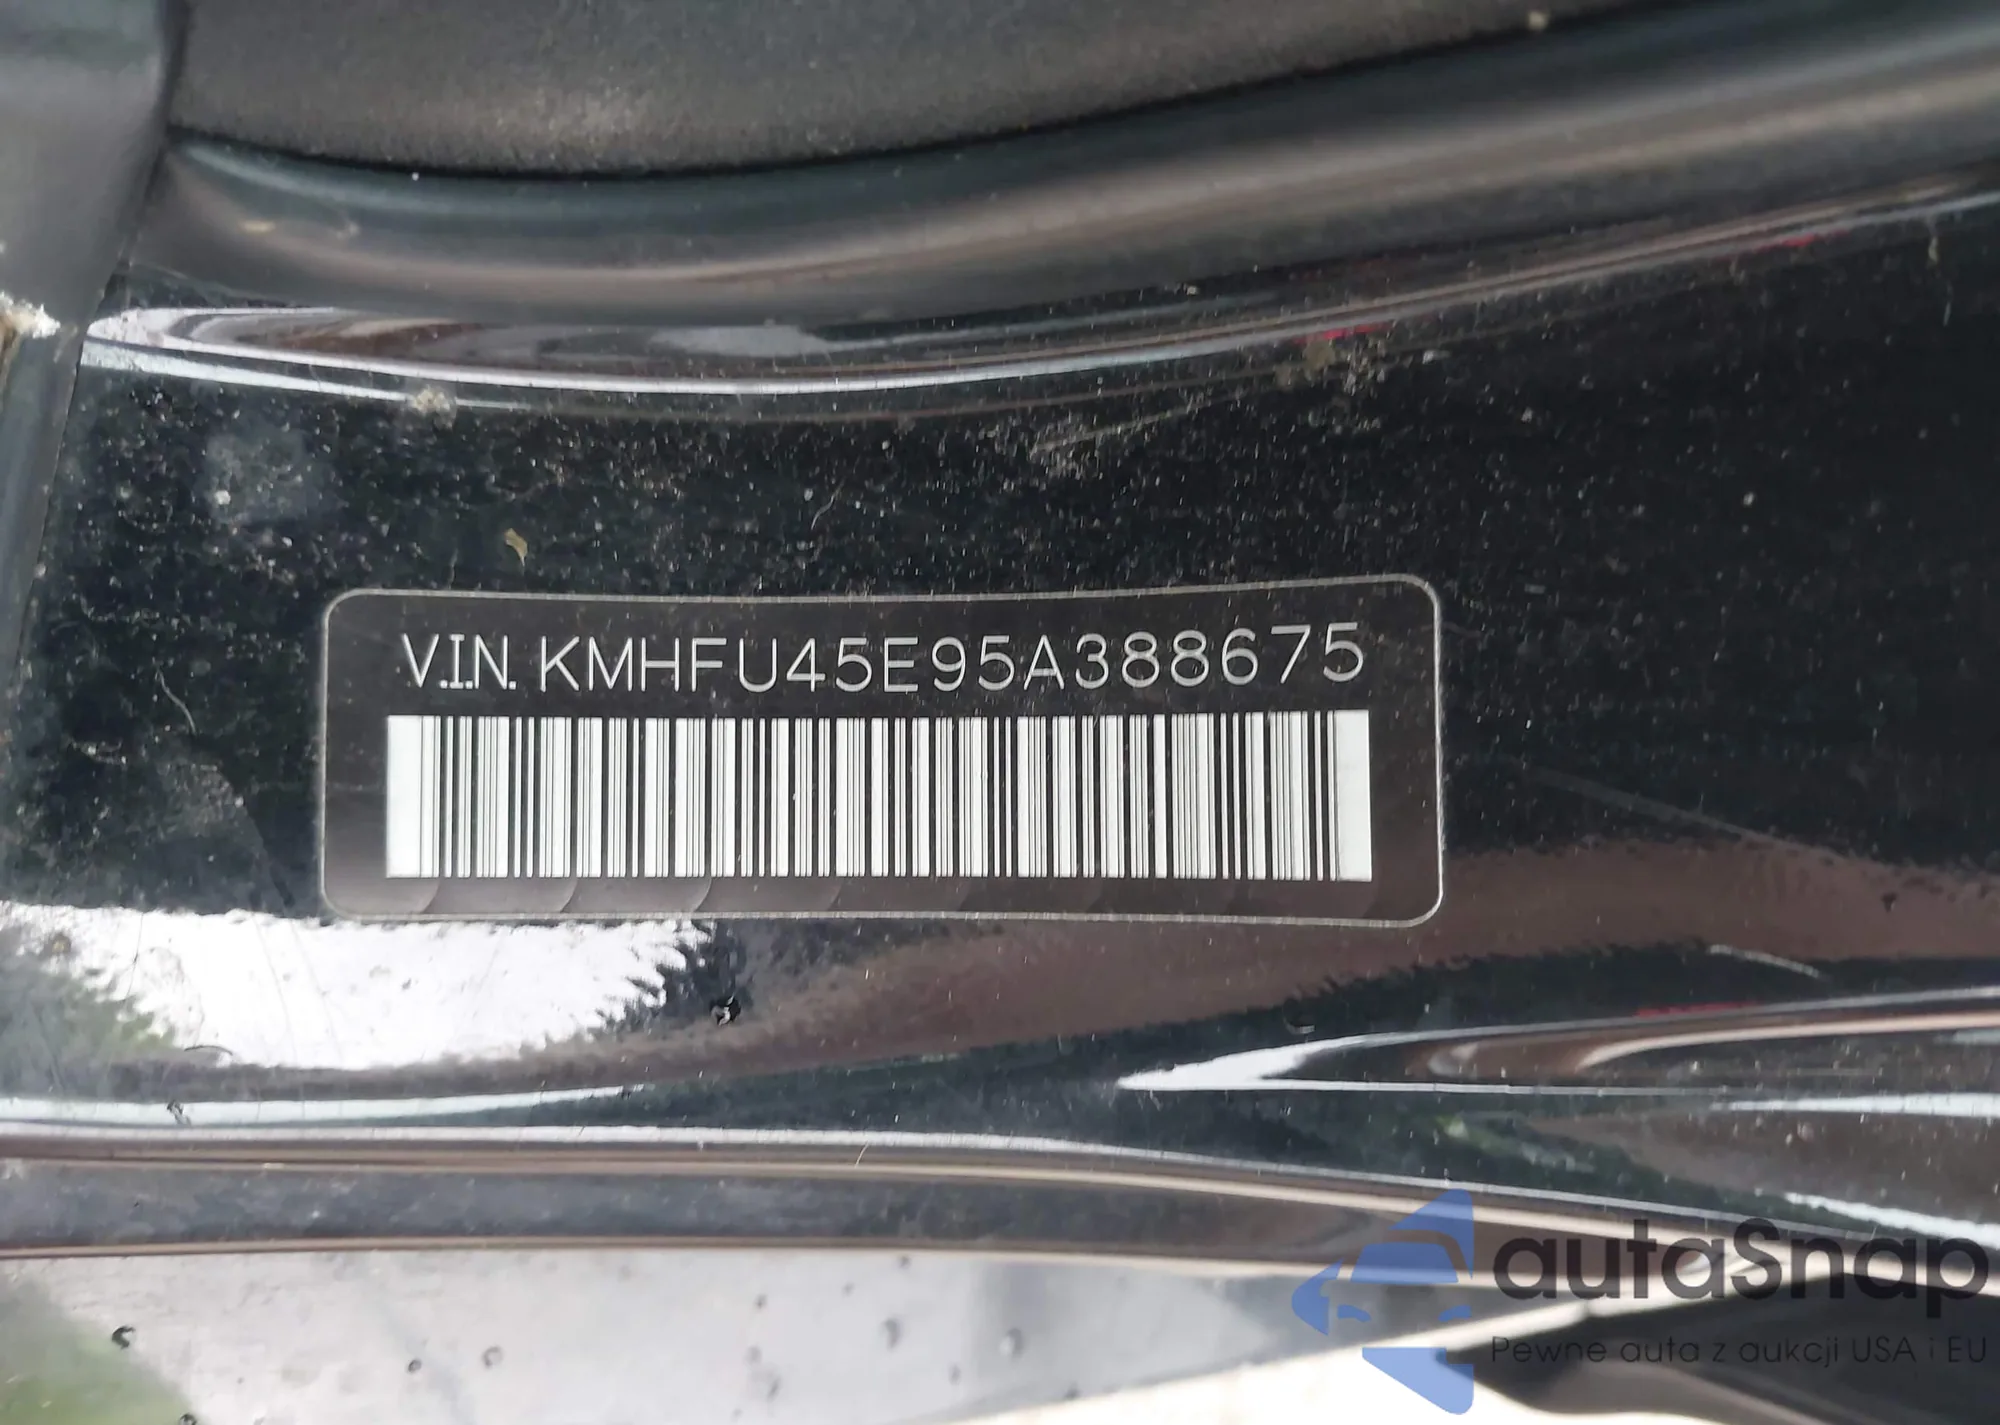 V.I.N. KMHFU45E95A388675
autaSnap
Pewne auta z aukcji USA i EU